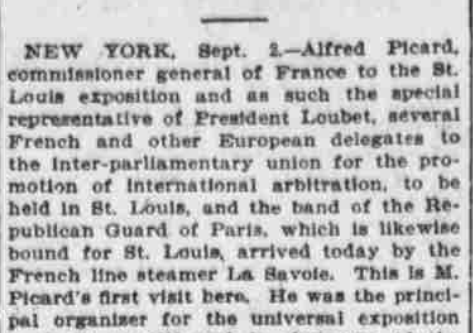 NEW YORK, Sept. 2.—Alfred Picard,
commissioner general of France to the St.
Louis exposition and as such the special
representative of President Loubet, several
French and other European delegates to
the inter-parliamentary union for the pro-
motion of international arbitration, to be
held in St. Louis, and the band of the Re-
publican Guard of Paris, which is likewise
bound for St. Louis, arrived today by the
French line steamer La Savoie. This is M.
Picard's first visit here. He was the princi-
pal organizer for the universal exposition